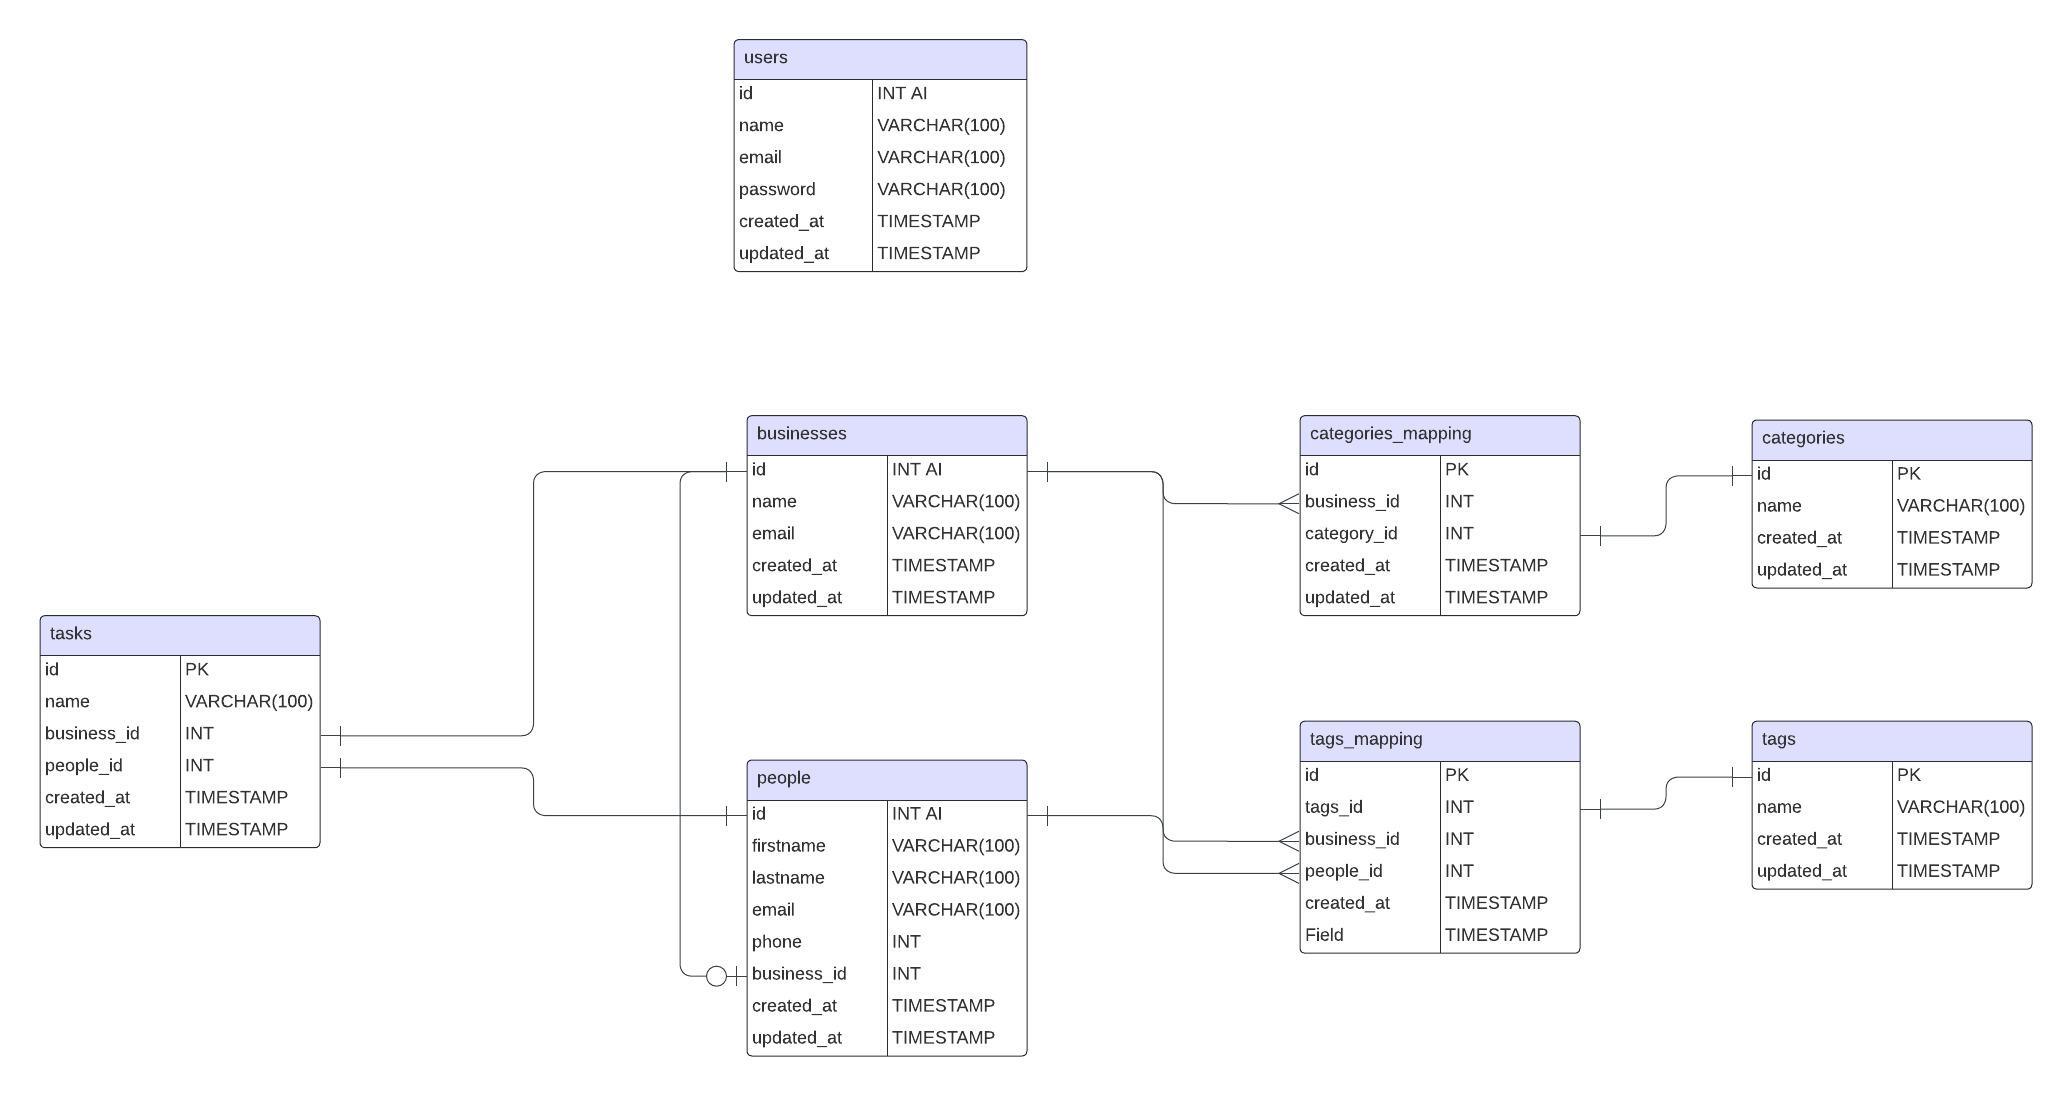 users
id INT AI
name VARCHAR(100)
email VARCHAR(100)
password VARCHAR(100)
created_at TIMESTAMP
updated_at TIMESTAMP
businesses
id INT AI
name VARCHAR(100)
email VARCHAR(100)
created_at TIMESTAMP
updated_at TIMESTAMP
categories_mapping
id PK
business_id INT
category_id INT
created_at TIMESTAMP
updated_at TIMESTAMP
categories
id PK
name VARCHAR(100)
created_at TIMESTAMP
updated_at TIMESTAMP
tasks
id PK
name VARCHAR(100)
business_id INT
people_id INT
created_at TIMESTAMP
updated_at TIMESTAMP
people
id INT AI
firstname VARCHAR(100)
lastname VARCHAR(100)
email VARCHAR(100)
phone INT
business_id INT
created_at TIMESTAMP
updated_at TIMESTAMP
tags_mapping
id PK
tags_id INT
business_id INT
people_id INT
created_at TIMESTAMP
Field TIMESTAMP
tags
id PK
name VARCHAR(100)
created_at TIMESTAMP
updated_at TIMESTAMP